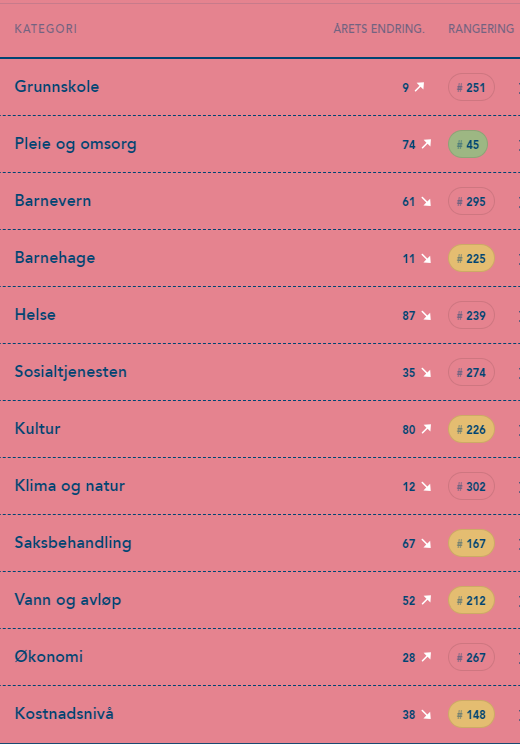 KATEGORI ÅRETS ENDRING. RANGERING
Grunnskole 9 ↗ # 251
Pleie og omsorg 74 ↗ # 45
Barnevern 61 ↘ # 295
Barnehage 11 ↘ # 225
Helse 87 ↘ # 239
Sosialtjenesten 35 ↘ # 274
Kultur 80 ↗ # 226
Klima og natur 12 ↘ # 302
Saksbehandling 67 ↘ # 167
Vann og avløp 52 ↗ # 212
Økonomi 28 ↗ # 267
Kostnadsnivå 38 ↘ # 148